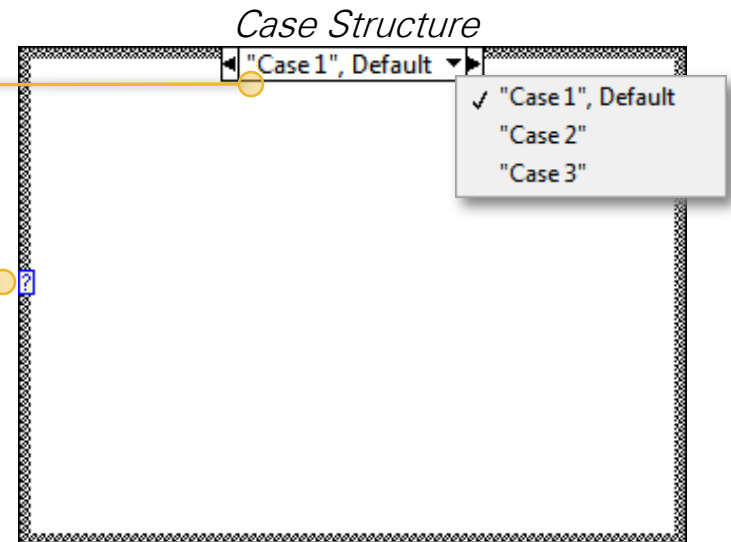 Case Structure
"Case 1", Default
"Case 1", Default
"Case 2"
"Case 3"
?